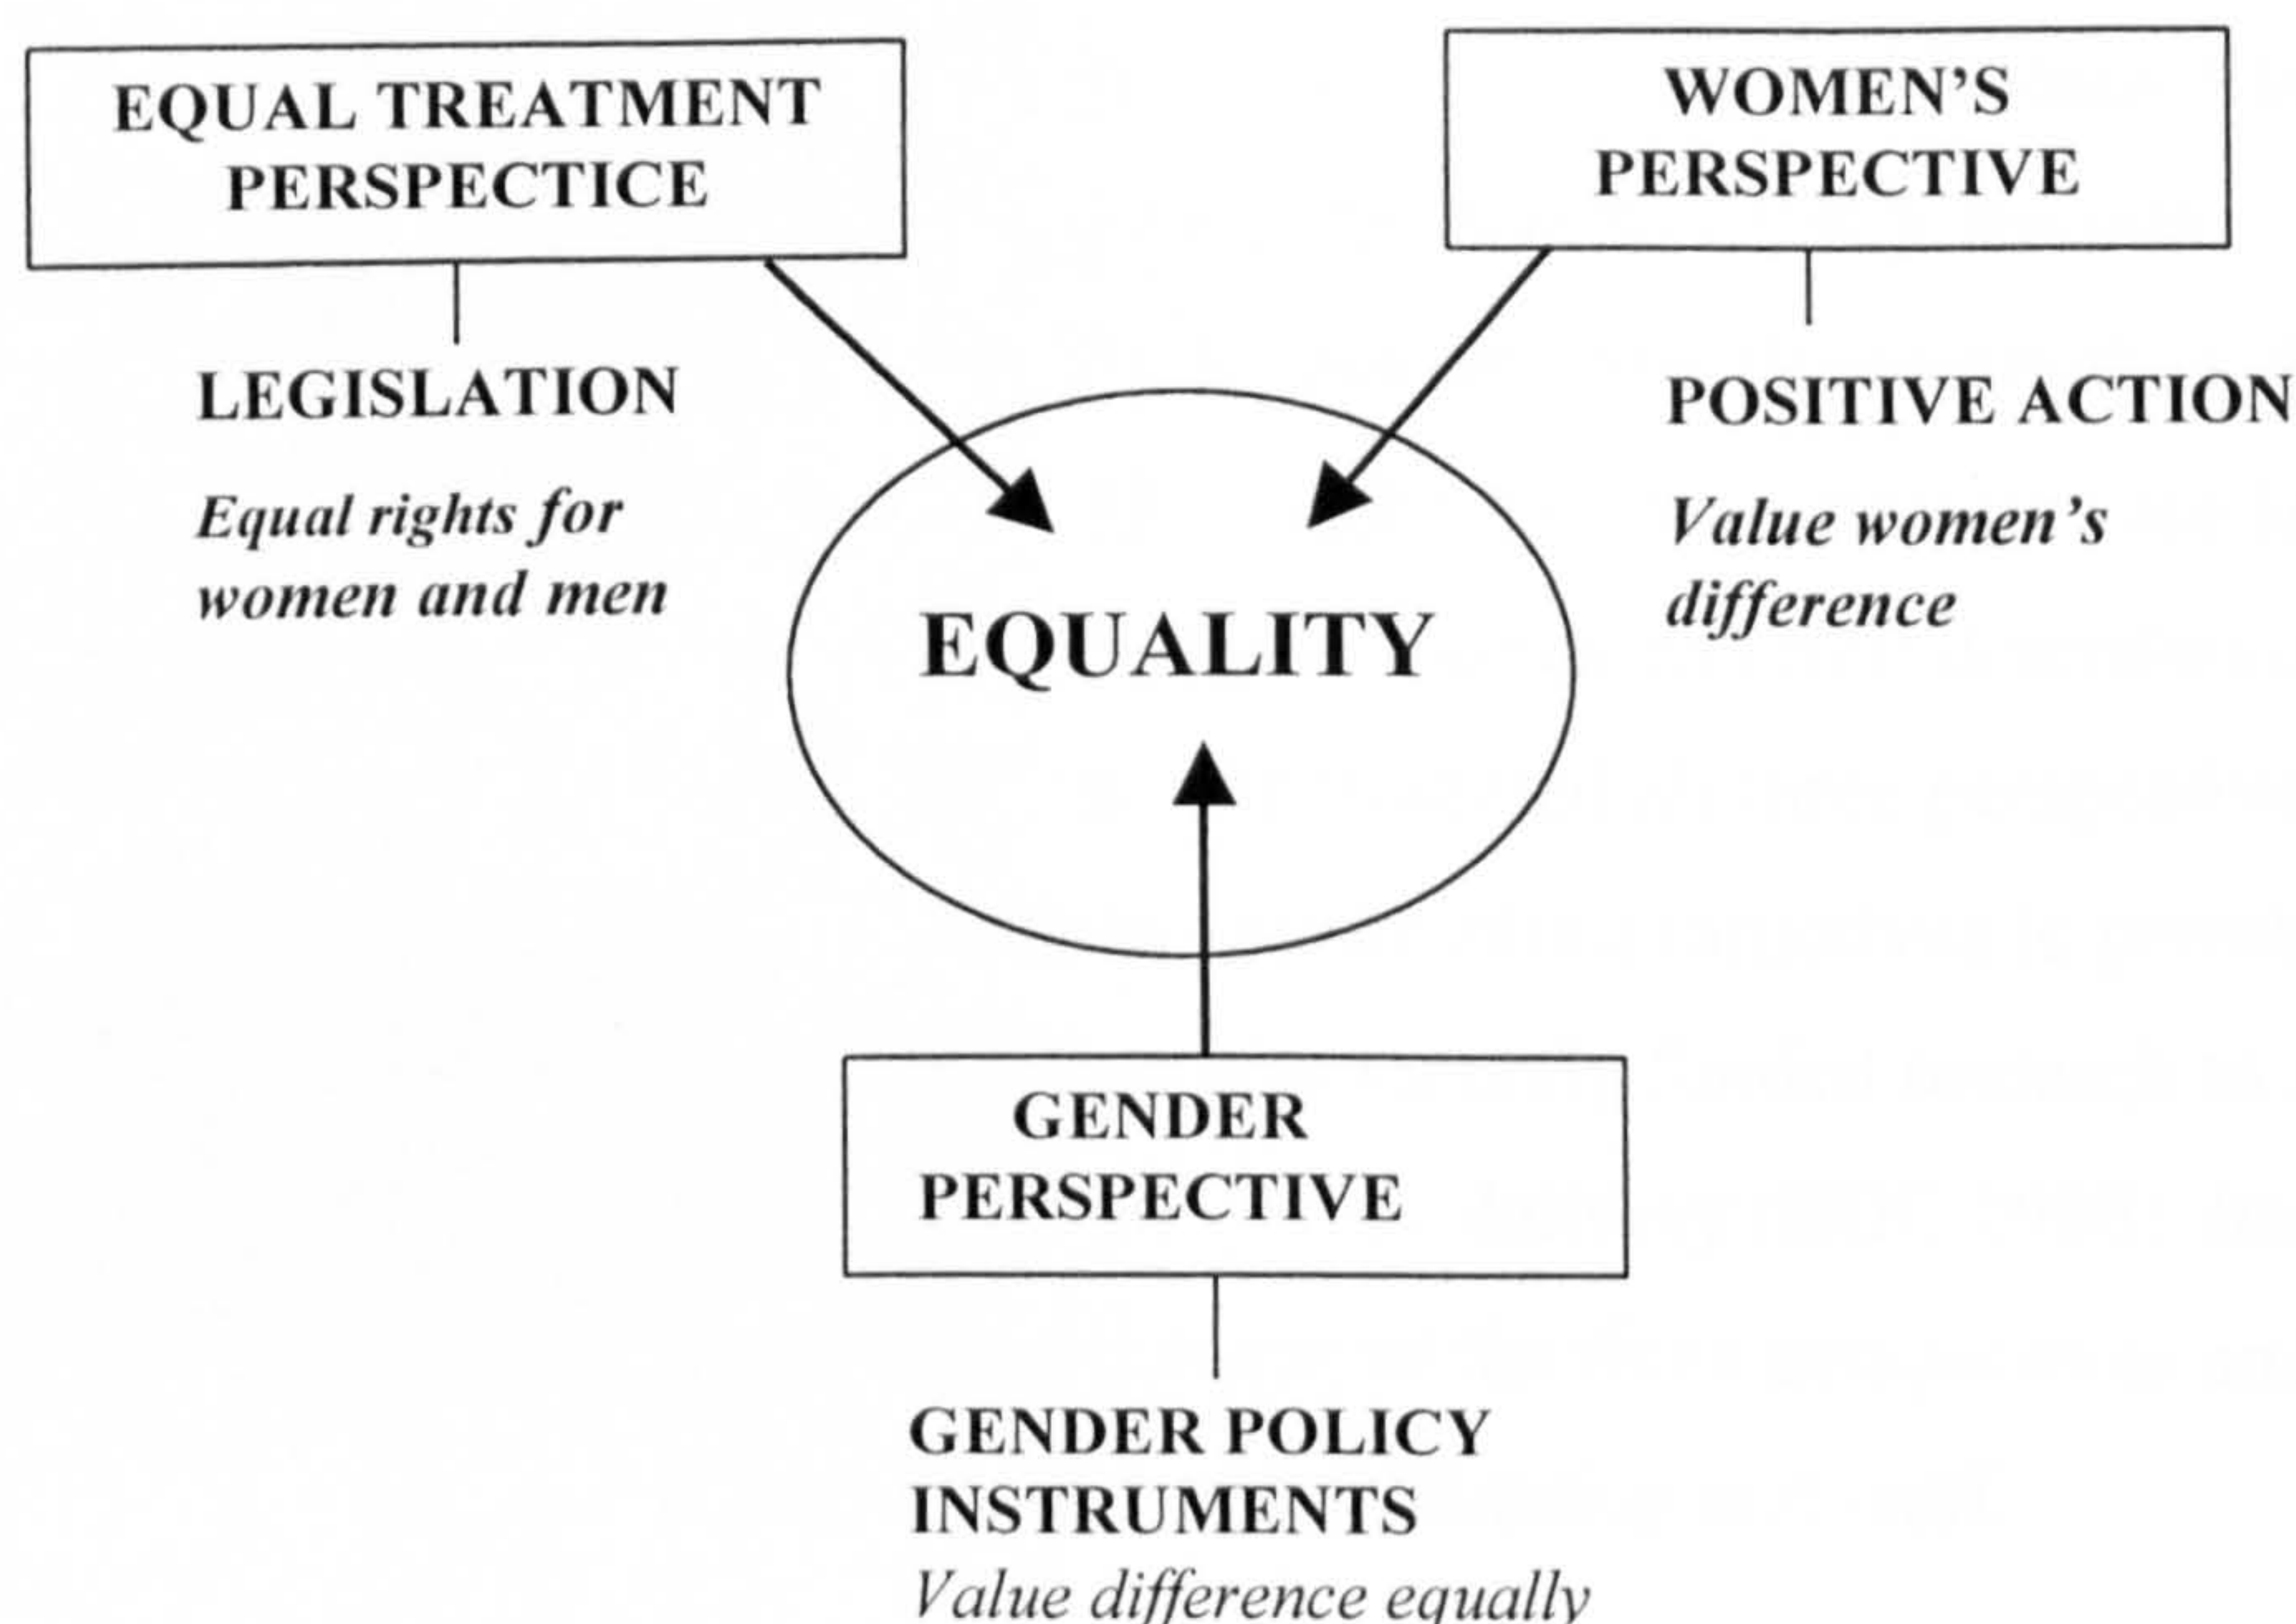 EQUAL TREATMENT
PERSPECTICE
LEGISLATION
Equal rights for
women and men
WOMEN'S
PERSPECTIVE
POSITIVE ACTION
Value women's
difference
EQUALITY
GENDER
PERSPECTIVE
GENDER POLICY
INSTRUMENTS
Value difference equally